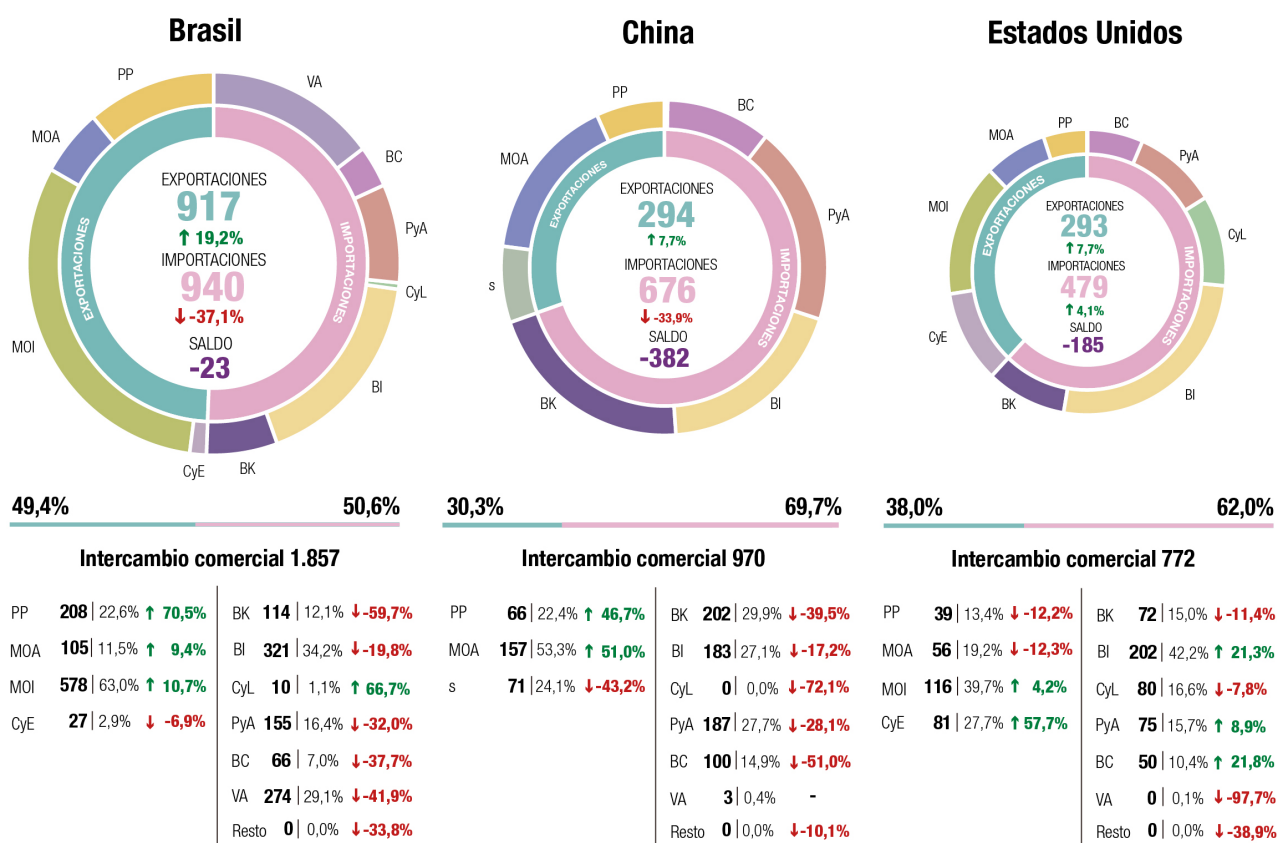 Brasil
PP
VA
MOA
BC
PyA
CyL
MOI
BI
CyE
BK
EXPORTACIONES
IMPORTACIONES
EXPORTACIONES
917
↑ 19,2%
IMPORTACIONES
940
↓ -37,1%
SALDO
-23
49,4% 50,6%
Intercambio comercial 1.857
PP 208 | 22,6% ↑ 70,5%
MOA 105 | 11,5% ↑ 9,4%
MOI 578 | 63,0% ↑ 10,7%
CyE 27 | 2,9% ↓ -6,9%
BK 114 | 12,1% ↓ -59,7%
BI 321 | 34,2% ↓ -19,8%
CyL 10 | 1,1% ↑ 66,7%
PyA 155 | 16,4% ↓ -32,0%
BC 66 | 7,0% ↓ -37,7%
VA 274 | 29,1% ↓ -41,9%
Resto 0 | 0,0% ↓ -33,8%
China
PP
BC
MOA
PyA
s
BK
BI
EXPORTACIONES
IMPORTACIONES
EXPORTACIONES
294
↑ 7,7%
IMPORTACIONES
676
↓ -33,9%
SALDO
-382
30,3% 69,7%
Intercambio comercial 970
PP 66 | 22,4% ↑ 46,7%
MOA 157 | 53,3% ↑ 51,0%
s 71 | 24,1% ↓ -43,2%
BK 202 | 29,9% ↓ -39,5%
BI 183 | 27,1% ↓ -17,2%
CyL 0 | 0,0% ↓ -72,1%
PyA 187 | 27,7% ↓ -28,1%
BC 100 | 14,9% ↓ -51,0%
VA 3 | 0,4% -
Resto 0 | 0,0% ↓ -10,1%
Estados Unidos
PP
BC
MOA
PyA
MOI
CyL
CyE
BK
BI
EXPORTACIONES
IMPORTACIONES
EXPORTACIONES
293
↑ 7,7%
IMPORTACIONES
479
↑ 4,1%
SALDO
-185
38,0% 62,0%
Intercambio comercial 772
PP 39 | 13,4% ↓ -12,2%
MOA 56 | 19,2% ↓ -12,3%
MOI 116 | 39,7% ↑ 4,2%
CyE 81 | 27,7% ↑ 57,7%
BK 72 | 15,0% ↓ -11,4%
BI 202 | 42,2% ↑ 21,3%
CyL 80 | 16,6% ↓ -7,8%
PyA 75 | 15,7% ↑ 8,9%
BC 50 | 10,4% ↑ 21,8%
VA 0 | 0,1% ↓ -97,7%
Resto 0 | 0,0% ↓ -38,9%